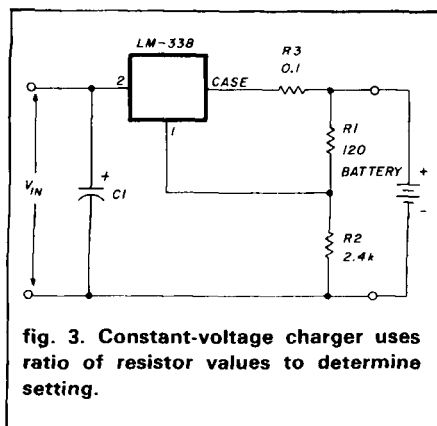 LM-338
2
CASE
R3
0.1
1
R1
120
BATTERY
+
-
VIN
+
C1
R2
2.4k
fig. 3. Constant-voltage charger uses
ratio of resistor values to determine
setting.